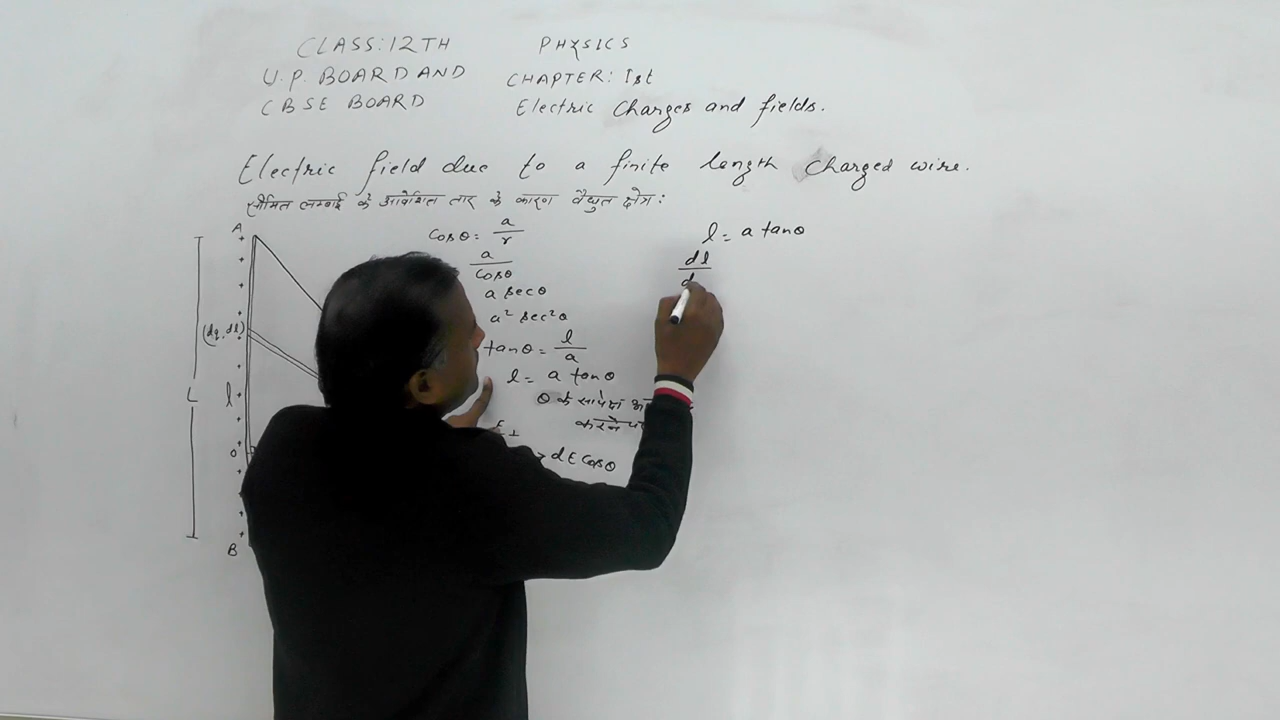 CLASS: 12TH PHYSICS
U.P. BOARD AND CHAPTER: Ist
CBSE BOARD Electric Charges and fields.
Electric field due to a finite length charged wire.
सीमित लम्बाई के आवेशित तार के कारण वैद्युत क्षेत्र:
A
(dq, dl)
L
l
O
B
cosθ = a/r
a/cosθ
a secθ
a² sec²θ
tanθ = l/a
l = a tanθ
θ के सापेक्ष
करने
E⊥
dE cosθ
l = a tanθ
dl
d